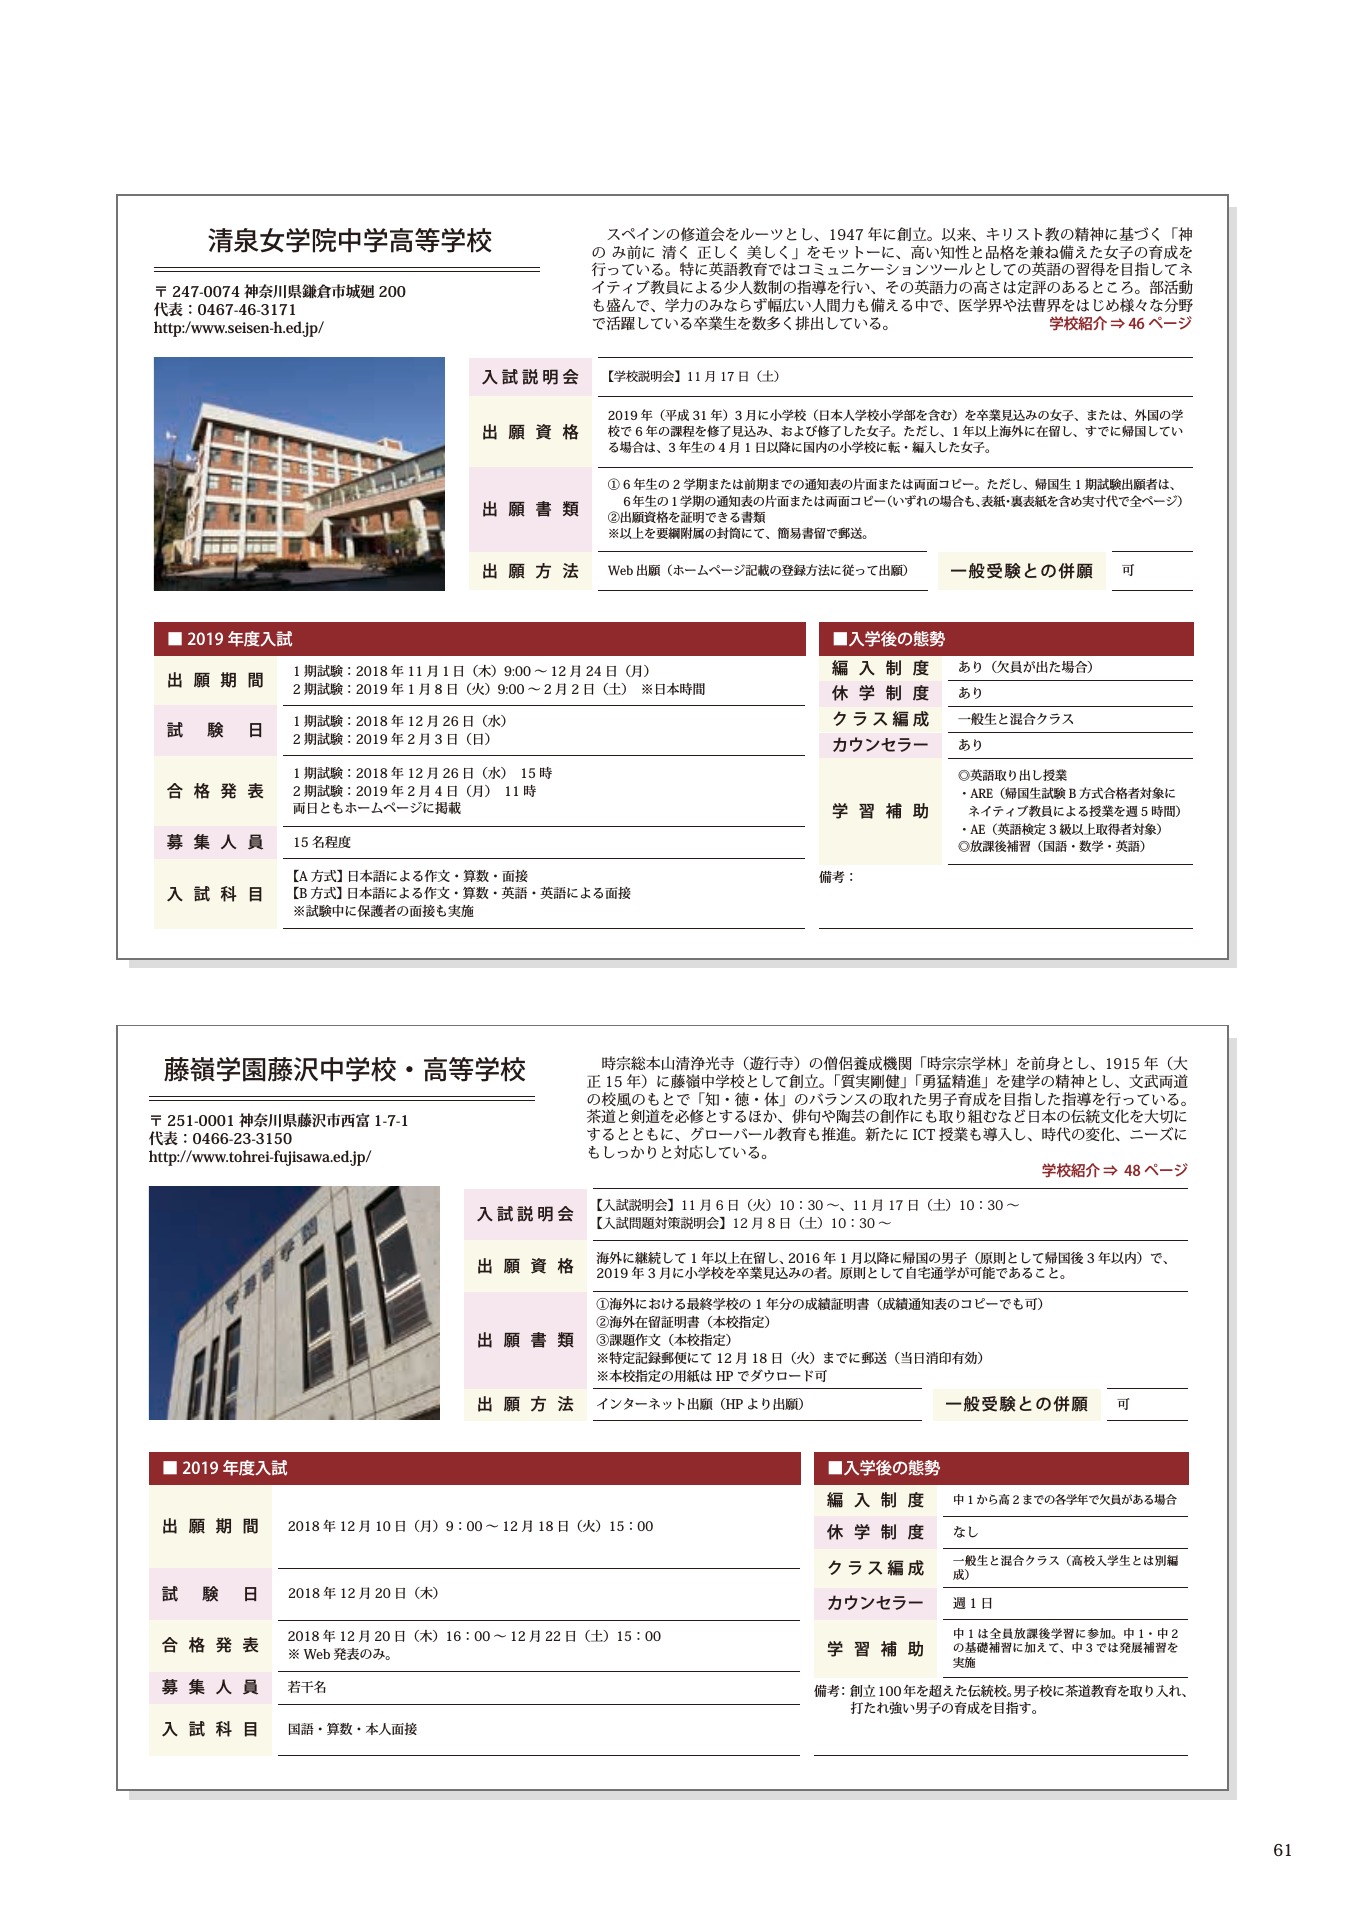 清泉女学院中学高等学校
〒 247-0074 神奈川県鎌倉市城廻 200
代表：0467-46-3171
http:/www.seisen-h.ed.jp/
スペインの修道会をルーツとし、1947 年に創立。以来、キリスト教の精神に基づく「神
の み前に 清く 正しく 美しく」をモットーに、高い知性と品格を兼ね備えた女子の育成を
行っている。特に英語教育ではコミュニケーションツールとしての英語の習得を目指してネ
イティブ教員による少人数制の指導を行い、その英語力の高さは定評のあるところ。部活動
も盛んで、学力のみならず幅広い人間力も備える中で、医学界や法曹界をはじめ様々な分野
で活躍している卒業生を数多く排出している。
学校紹介 ⇒ 46 ページ
入試説明会
【学校説明会】11 月 17 日（土）
出願資格
2019 年（平成 31 年）3 月に小学校（日本人学校小学部を含む）を卒業見込みの女子、または、外国の学
校で 6 年の課程を修了見込み、および修了した女子。ただし、1 年以上海外に在留し、すでに帰国してい
る場合は、3 年生の 4 月 1 日以降に国内の小学校に転・編入した女子。
出願書類
① 6 年生の 2 学期または前期までの通知表の片面または両面コピー。ただし、帰国生 1 期試験出願者は、
6 年生の 1 学期の通知表の片面または両面コピー（いずれの場合も、表紙・裏表紙を含め実寸代で全ページ）
②出願資格を証明できる書類
※以上を要綱附属の封筒にて、簡易書留で郵送。
出願方法
Web 出願（ホームページ記載の登録方法に従って出願）
一般受験との併願
可
■ 2019 年度入試
出願期間
1 期試験：2018 年 11 月 1 日（木）9:00 〜 12 月 24 日（月）
2 期試験：2019 年 1 月 8 日（火）9:00 〜 2 月 2 日（土） ※日本時間
試験日
1 期試験：2018 年 12 月 26 日（水）
2 期試験：2019 年 2 月 3 日（日）
合格発表
1 期試験：2018 年 12 月 26 日（水） 15 時
2 期試験：2019 年 2 月 4 日（月） 11 時
両日ともホームページに掲載
募集人員
15 名程度
入試科目
【A 方式】日本語による作文・算数・面接
【B 方式】日本語による作文・算数・英語・英語による面接
※試験中に保護者の面接も実施
■入学後の態勢
編入制度
あり（欠員が出た場合）
休学制度
あり
クラス編成
一般生と混合クラス
カウンセラー
あり
学習補助
◎英語取り出し授業
・ARE（帰国生試験 B 方式合格者対象に
ネイティブ教員による授業を週 5 時間）
・AE（英語検定 3 級以上取得者対象）
◎放課後補習（国語・数学・英語）
備考：
藤嶺学園藤沢中学校・高等学校
〒 251-0001 神奈川県藤沢市西富 1-7-1
代表：0466-23-3150
http://www.tohrei-fujisawa.ed.jp/
時宗総本山清浄光寺（遊行寺）の僧侶養成機関「時宗宗学林」を前身とし、1915 年（大
正 15 年）に藤嶺中学校として創立。「質実剛健」「勇猛精進」を建学の精神とし、文武両道
の校風のもとで「知・徳・体」のバランスの取れた男子育成を目指した指導を行っている。
茶道と剣道を必修とするほか、俳句や陶芸の創作にも取り組むなど日本の伝統文化を大切に
するとともに、グローバール教育も推進。新たに ICT 授業も導入し、時代の変化、ニーズに
もしっかりと対応している。
学校紹介 ⇒ 48 ページ
入試説明会
【入試説明会】11 月 6 日（火）10：30 〜、11 月 17 日（土）10：30 〜
【入試問題対策説明会】12 月 8 日（土）10：30 〜
出願資格
海外に継続して 1 年以上在留し、2016 年 1 月以降に帰国の男子（原則として帰国後 3 年以内）で、
2019 年 3 月に小学校を卒業見込みの者。原則として自宅通学が可能であること。
出願書類
①海外における最終学校の 1 年分の成績証明書（成績通知表のコピーでも可）
②海外在留証明書（本校指定）
③課題作文（本校指定）
※特定記録郵便にて 12 月 18 日（火）までに郵送（当日消印有効）
※本校指定の用紙は HP でダウロード可
出願方法
インターネット出願（HP より出願）
一般受験との併願
可
■ 2019 年度入試
出願期間
2018 年 12 月 10 日（月）9：00 〜 12 月 18 日（火）15：00
試験日
2018 年 12 月 20 日（木）
合格発表
2018 年 12 月 20 日（木）16：00 〜 12 月 22 日（土）15：00
※ Web 発表のみ。
募集人員
若干名
入試科目
国語・算数・本人面接
■入学後の態勢
編入制度
中 1 から高 2 までの各学年で欠員がある場合
休学制度
なし
クラス編成
一般生と混合クラス（高校入学生とは別編
成）
カウンセラー
週 1 日
学習補助
中 1 は全員放課後学習に参加。中 1・中 2
の基礎補習に加えて、中 3 では発展補習を
実施
備考：創立 100 年を超えた伝統校。男子校に茶道教育を取り入れ、
打たれ強い男子の育成を目指す。
61